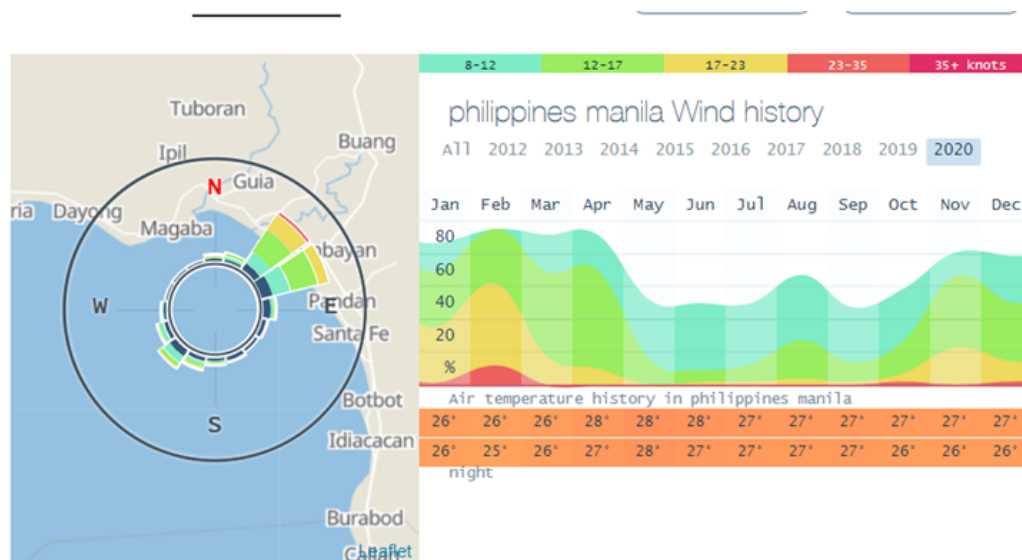 Tuboran
Buang
Ipil
N
Guia
ria
Dayong
Magaba
bayan
W
E
Pandan
Santa Fe
S
Botbot
Idiacacan
Burabod
Leaflet
8-12 12-17 17-23 23-35 35+ knots
philippines manila Wind history
All 2012 2013 2014 2015 2016 2017 2018 2019 2020
Jan Feb Mar Apr May Jun Jul Aug Sep Oct Nov Dec
80
60
40
20
%
Air temperature history in philippines manila
26° 26° 26° 28° 28° 28° 27° 27° 27° 27° 27° 27°
26° 25° 26° 27° 28° 27° 27° 27° 27° 26° 26° 26°
night